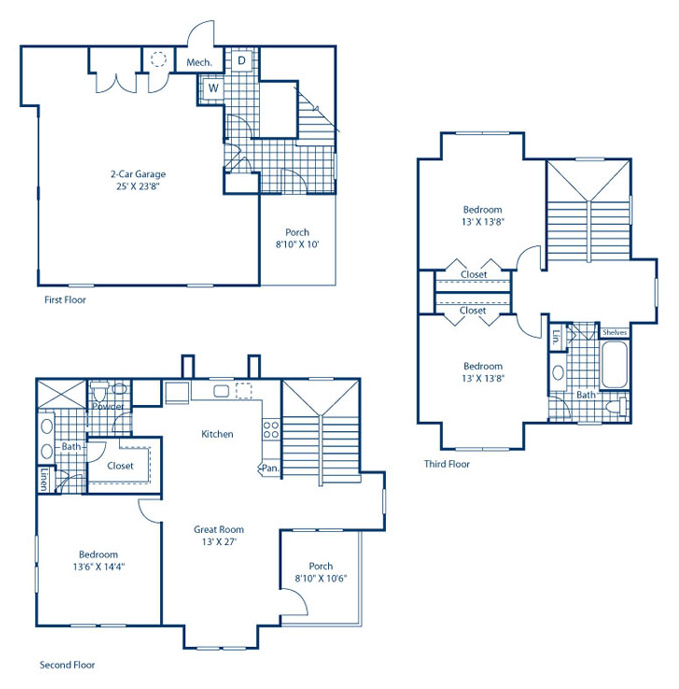 Mech.
D
W
2-Car Garage
25' X 23'8"
Porch
8'10" X 10'
First Floor
Bedroom
13' X 13'8"
Closet
Closet
Lin.
Shelves
Bedroom
13' X 13'8"
Bath
Third Floor
Powder
Kitchen
Bath
Closet
Linen
Pan.
Great Room
13' X 27'
Bedroom
13'6" X 14'4"
Porch
8'10" X 10'6"
Second Floor